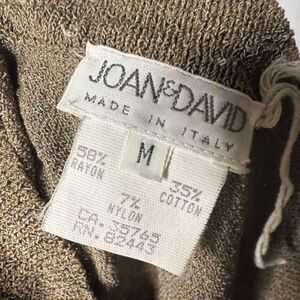 JOAN&DAVID
MADE IN ITALY
M
58% RAYON
35% COTTON
7% NYLON
CA. 35765
RN. 82443